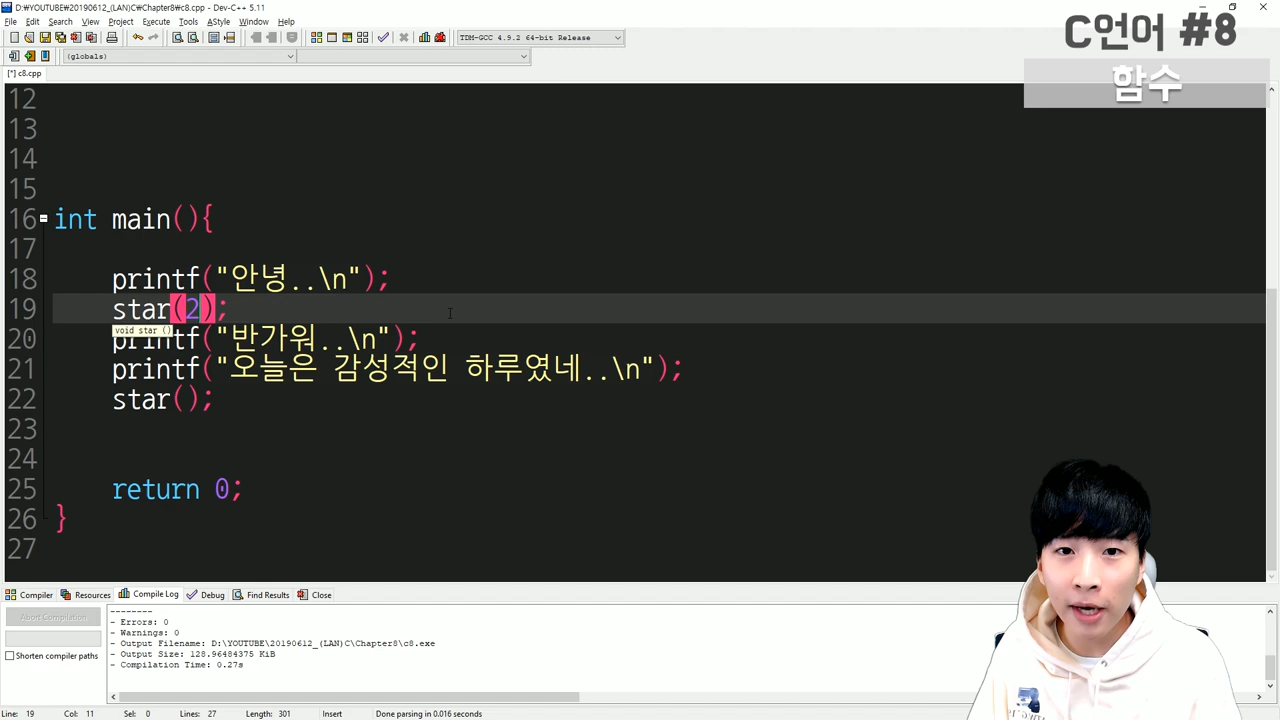 D:₩YOUTUBE₩20190612_(LAN)C₩Chapter8₩c8.cpp - Dev-C++ 5.11
File Edit Search View Project Execute Tools AStyle Window Help
TDM-GCC 4.9.2 64-bit Release
(globals)
[*] c8.cpp
C언어 #8
함수
12
13
14
15
16 int main(){
17
18 printf("안녕..\n");
19 star(2);
void star ()
20 printf("반가워..\n");
21 printf("오늘은 감성적인 하루였네..\n");
22 star();
23
24
25 return 0;
26 }
27
Compiler Resources Compile Log Debug Find Results Close
Abort Compilation
Shorten compiler paths
--------
- Errors: 0
- Warnings: 0
- Output Filename: D:\YOUTUBE\20190612_(LAN)C\Chapter8\c8.exe
- Output Size: 128.96484375 KiB
- Compilation Time: 0.27s
Line: 19 Col: 11 Sel: 0 Lines: 27 Length: 301 Insert Done parsing in 0.016 seconds